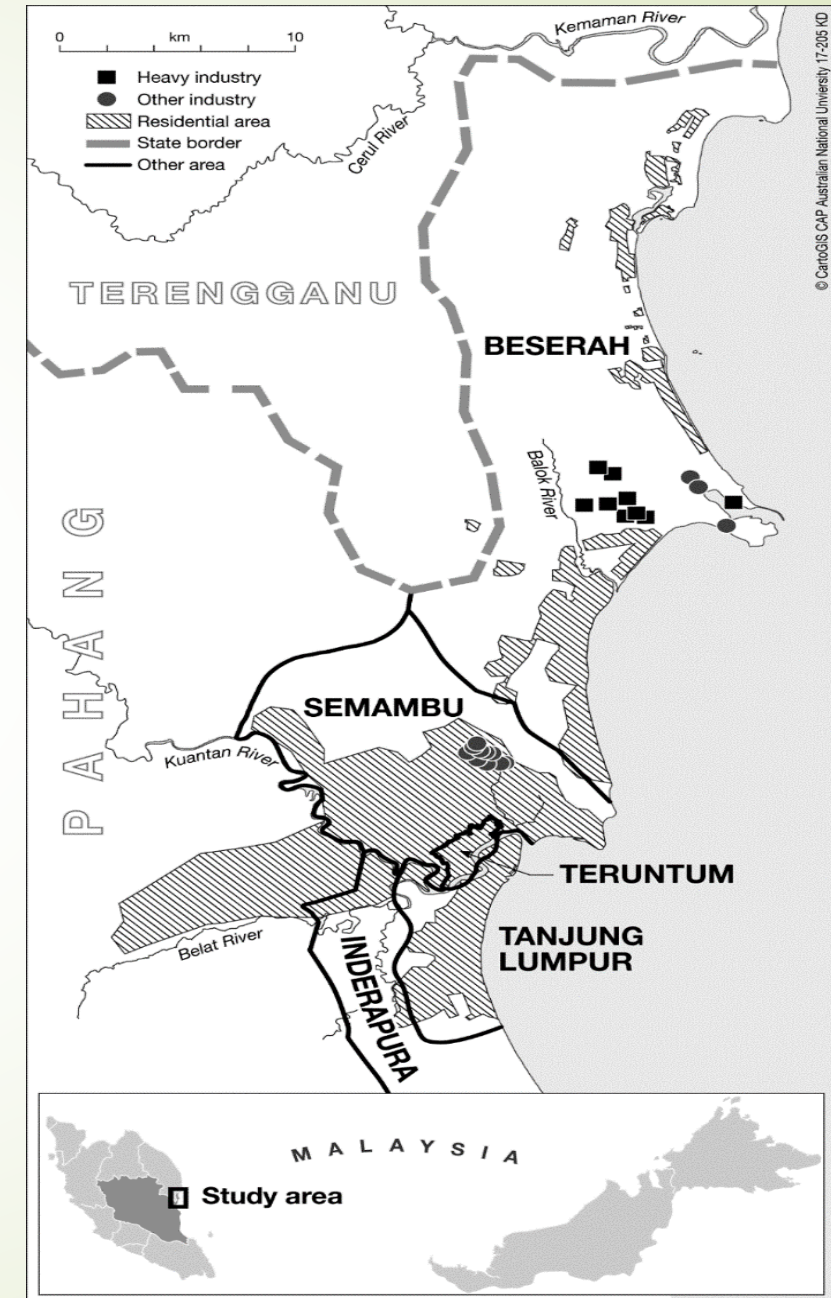 0 km 10
Heavy industry
Other industry
Residential area
State border
Other area
Kemaman River
Cerul River
© CartoGIS CAP Australian National Unviersity 17-205 KD
TERENGGANU
BESERAH
Balok River
PAHANG
SEMAMBU
Kuantan River
TERUNTUM
TANJUNG
LUMPUR
Belat River
INDERAPURA
MALAYSIA
Study area